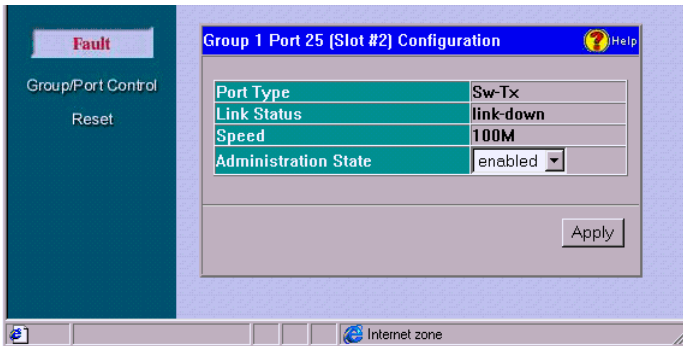 Fault
Group/Port Control
Reset
Group 1 Port 25 (Slot #2) Configuration
Help
Port Type Sw-Tx
Link Status link-down
Speed 100M
Administration State enabled
Apply
Internet zone